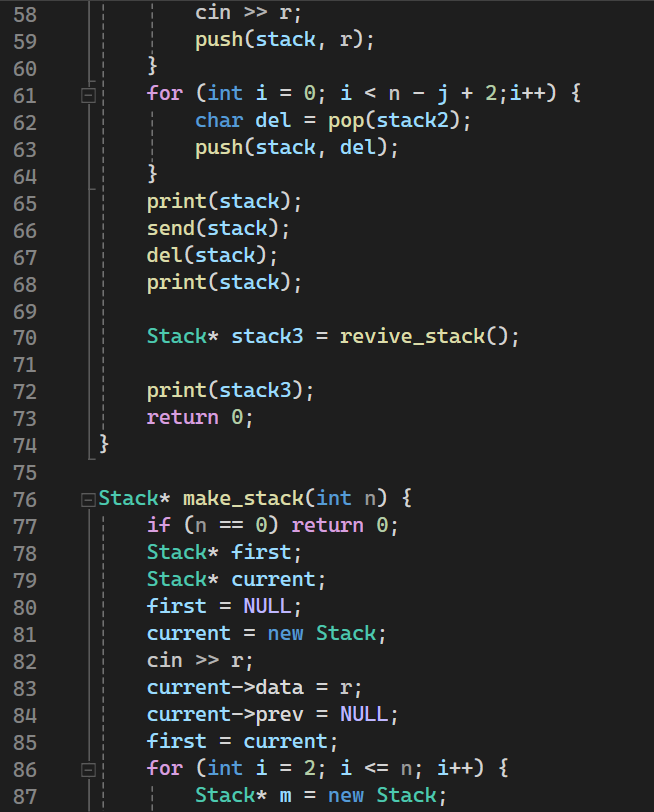 58 cin >> r;
59 push(stack, r);
60 }
61 for (int i = 0; i < n - j + 2;i++) {
62 char del = pop(stack2);
63 push(stack, del);
64 }
65 print(stack);
66 send(stack);
67 del(stack);
68 print(stack);
69
70 Stack* stack3 = revive_stack();
71
72 print(stack3);
73 return 0;
74 }
75
76 Stack* make_stack(int n) {
77 if (n == 0) return 0;
78 Stack* first;
79 Stack* current;
80 first = NULL;
81 current = new Stack;
82 cin >> r;
83 current->data = r;
84 current->prev = NULL;
85 first = current;
86 for (int i = 2; i <= n; i++) {
87 Stack* m = new Stack;